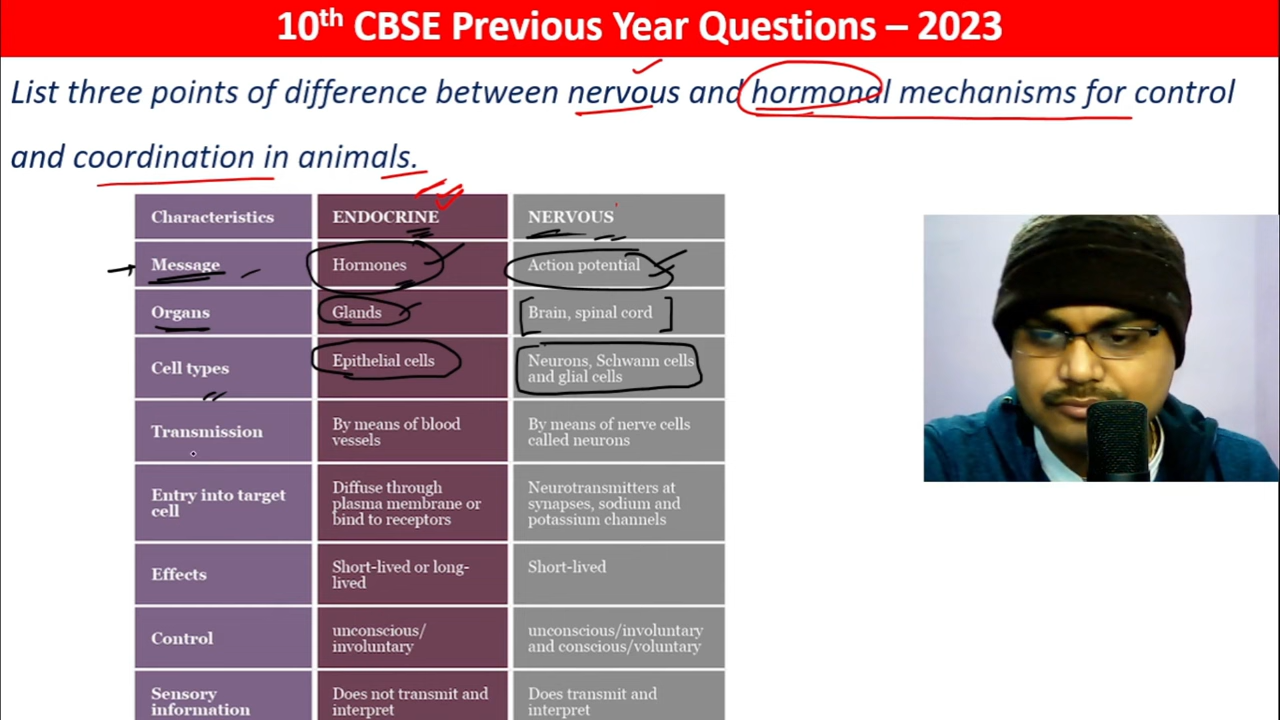 10th CBSE Previous Year Questions – 2023
List three points of difference between nervous and hormonal mechanisms for control
and coordination in animals.
Characteristics ENDOCRINE NERVOUS
Message Hormones Action potential
Organs Glands Brain, spinal cord
Cell types Epithelial cells Neurons, Schwann cells
and glial cells
Transmission By means of blood
vessels By means of nerve cells
called neurons
Entry into target
cell Diffuse through
plasma membrane or
bind to receptors Neurotransmitters at
synapses, sodium and
potassium channels
Effects Short-lived or long-
lived Short-lived
Control unconscious/
involuntary unconscious/involuntary
and conscious/voluntary
Sensory
information Does not transmit and
interpret Does transmit and
interpret